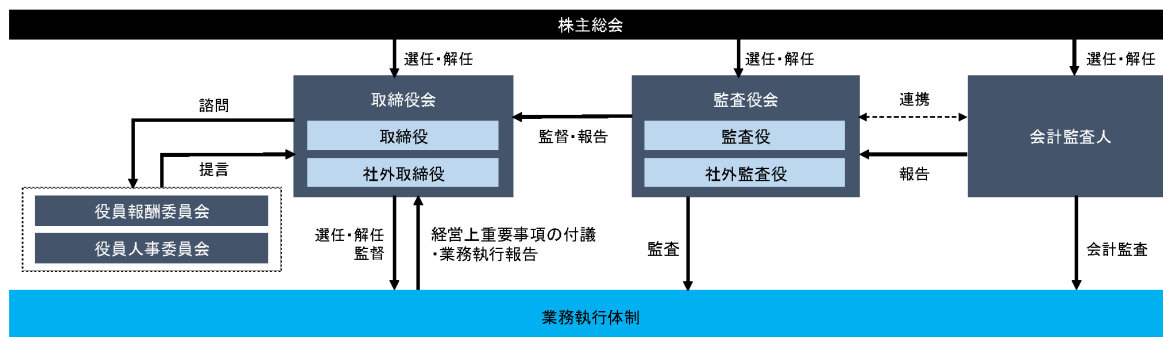 株主総会
選任・解任
選任・解任
選任・解任
取締役会
取締役
社外取締役
監査役会
監査役
社外監査役
会計監査人
諮問
提言
監督・報告
連携
報告
役員報酬委員会
役員人事委員会
選任・解任
監督
経営上重要事項の付議
・業務執行報告
監査
会計監査
業務執行体制